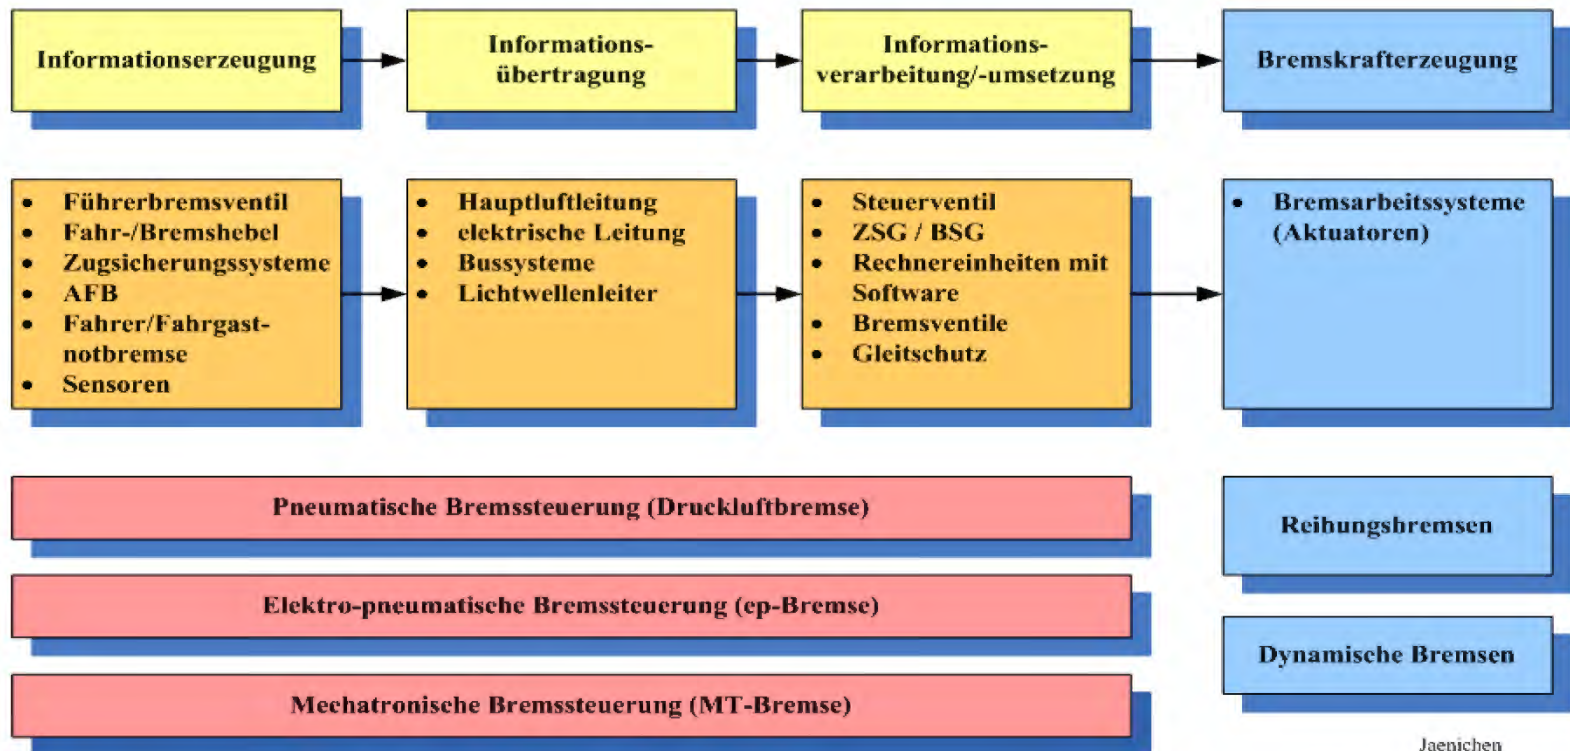 Informationserzeugung
Informations-
übertragung
Informations-
verarbeitung/-umsetzung
Bremskrafterzeugung
• Führerbremsventil
• Fahr-/Bremshebel
• Zugsicherungssysteme
• AFB
• Fahrer/Fahrgast-
notbremse
• Sensoren
• Hauptluftleitung
• elektrische Leitung
• Bussysteme
• Lichtwellenleiter
• Steuerventil
• ZSG / BSG
• Rechnereinheiten mit
Software
• Bremsventile
• Gleitschutz
• Bremsarbeitssysteme
(Aktuatoren)
Pneumatische Bremssteuerung (Druckluftbremse)
Elektro-pneumatische Bremssteuerung (ep-Bremse)
Mechatronische Bremssteuerung (MT-Bremse)
Reibungsbremsen
Dynamische Bremsen
Jaenichen